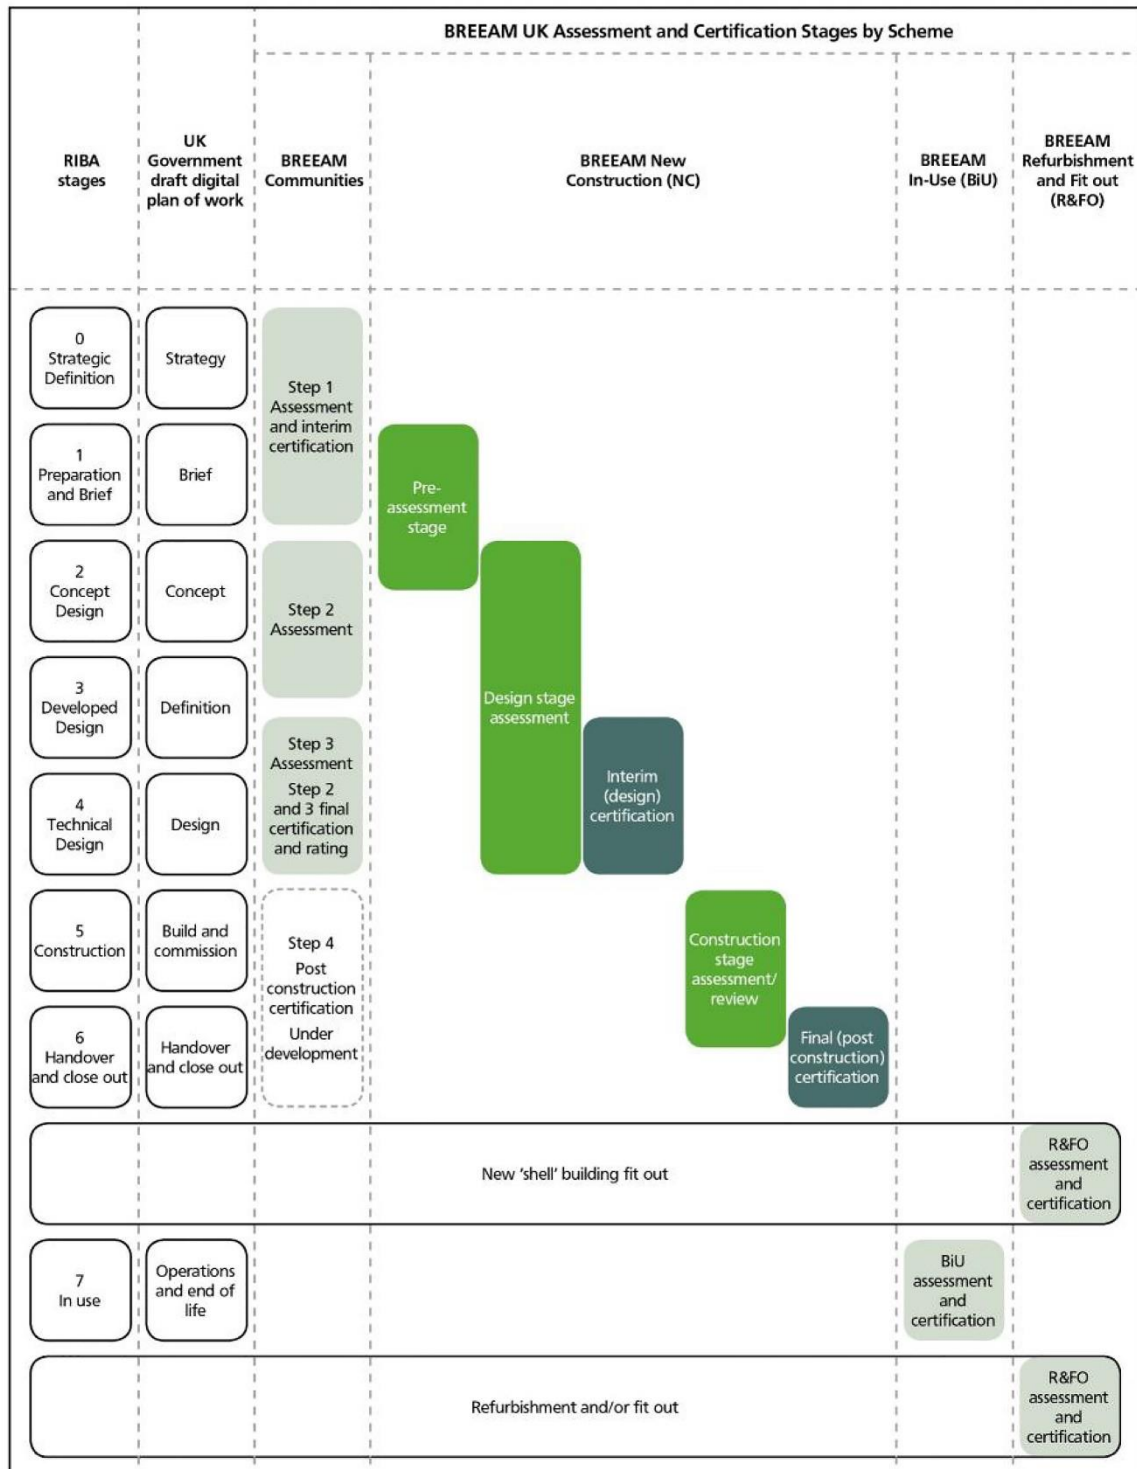 BREEAM UK Assessment and Certification Stages by Scheme
RIBA
stages
UK
Government
draft digital
plan of work
BREEAM
Communities
BREEAM New
Construction (NC)
BREEAM
In-Use (BiU)
BREEAM
Refurbishment
and Fit out
(R&FO)
0
Strategic
Definition
Strategy
Step 1
Assessment
and interim
certification
1
Preparation
and Brief
Brief
Pre-
assessment
stage
2
Concept
Design
Concept
Step 2
Assessment
Design stage
assessment
3
Developed
Design
Definition
Step 3
Assessment
Step 2
and 3 final
certification
and rating
Interim
(design)
certification
4
Technical
Design
Design
5
Construction
Build and
commission
Step 4
Post
construction
certification
Under
development
Construction
stage
assessment/
review
6
Handover
and close out
Handover
and close out
Final (post
construction)
certification
New ‘shell’ building fit out
R&FO
assessment
and
certification
7
In use
Operations
and end of
life
BiU
assessment
and
certification
Refurbishment and/or fit out
R&FO
assessment
and
certification